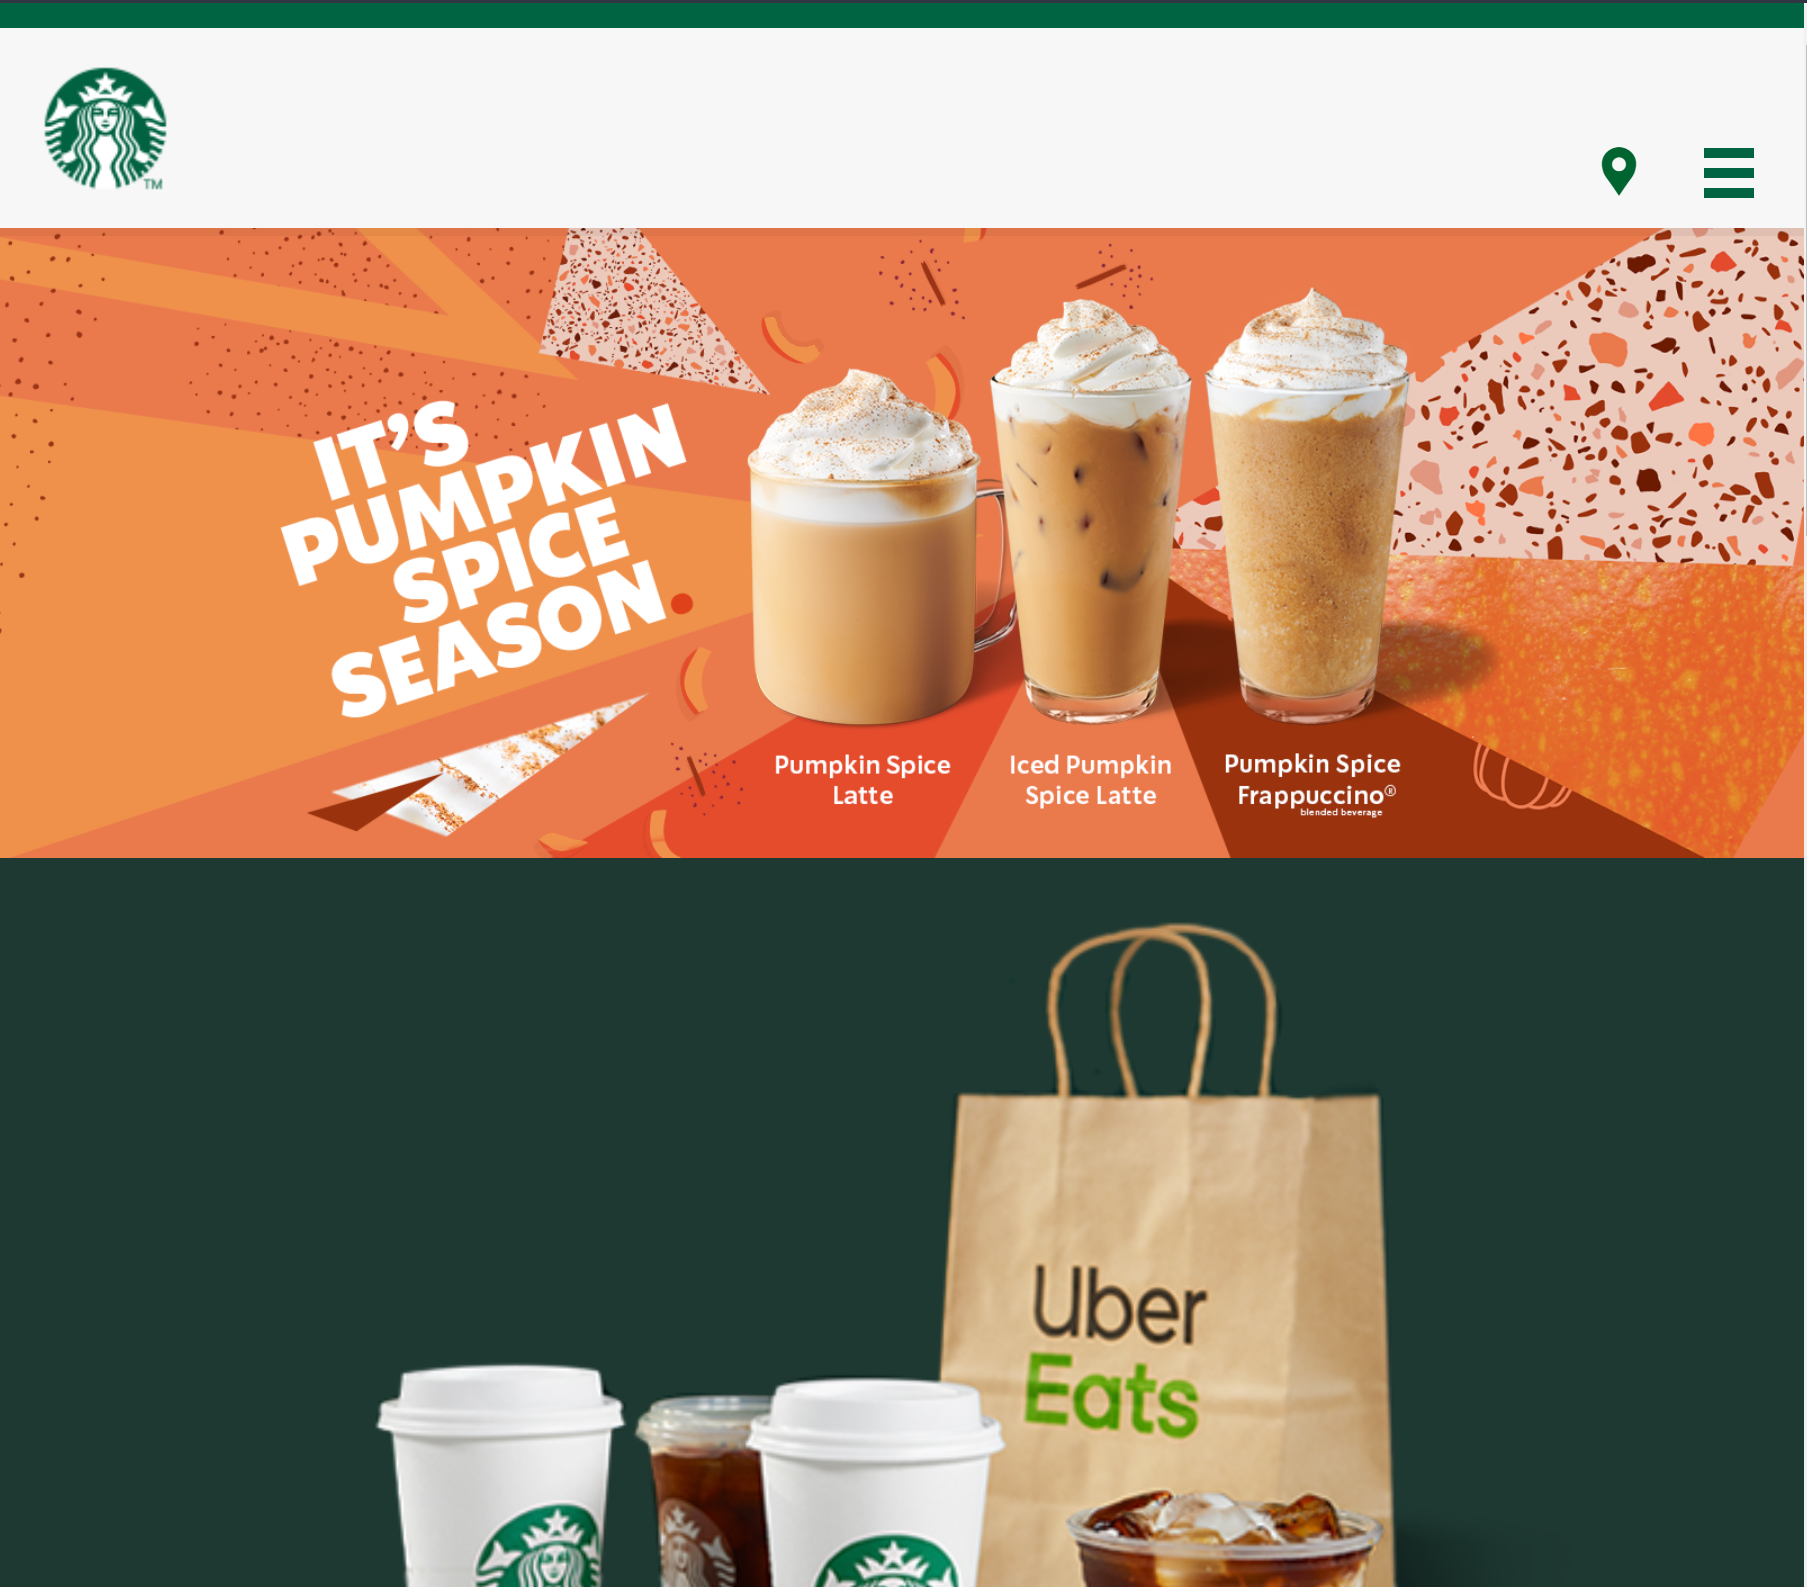 TM
IT'S
PUMPKIN
SPICE
SEASON.
Pumpkin Spice
Latte
Iced Pumpkin
Spice Latte
Pumpkin Spice
Frappuccino®
blended beverage
Uber
Eats